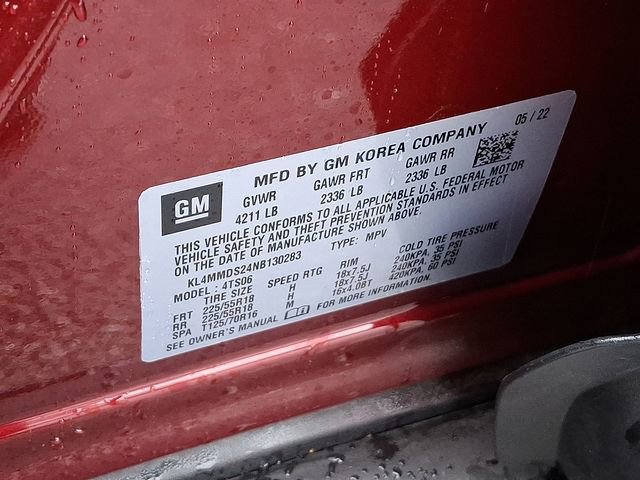 05 / 22
GM
MFD BY GM KOREA COMPANY
GVWR GAWR FRT GAWR RR
4211 LB 2336 LB 2336 LB
THIS VEHICLE CONFORMS TO ALL APPLICABLE U.S. FEDERAL MOTOR
VEHICLE SAFETY AND THEFT PREVENTION STANDARDS IN EFFECT
ON THE DATE OF MANUFACTURE SHOWN ABOVE.
KL4MMDS24NB130283 TYPE: MPV
MODEL: 4TS06
TIRE SIZE SPEED RTG RIM COLD TIRE PRESSURE
FRT 225/55R18 H 18x7.5J 240KPA, 35 PSI
RR 225/55R18 H 18x7.5J 240KPA, 35 PSI
SPA T125/70R16 M 16x4.0BT 420KPA, 60 PSI
SEE OWNER'S MANUAL FOR MORE INFORMATION.